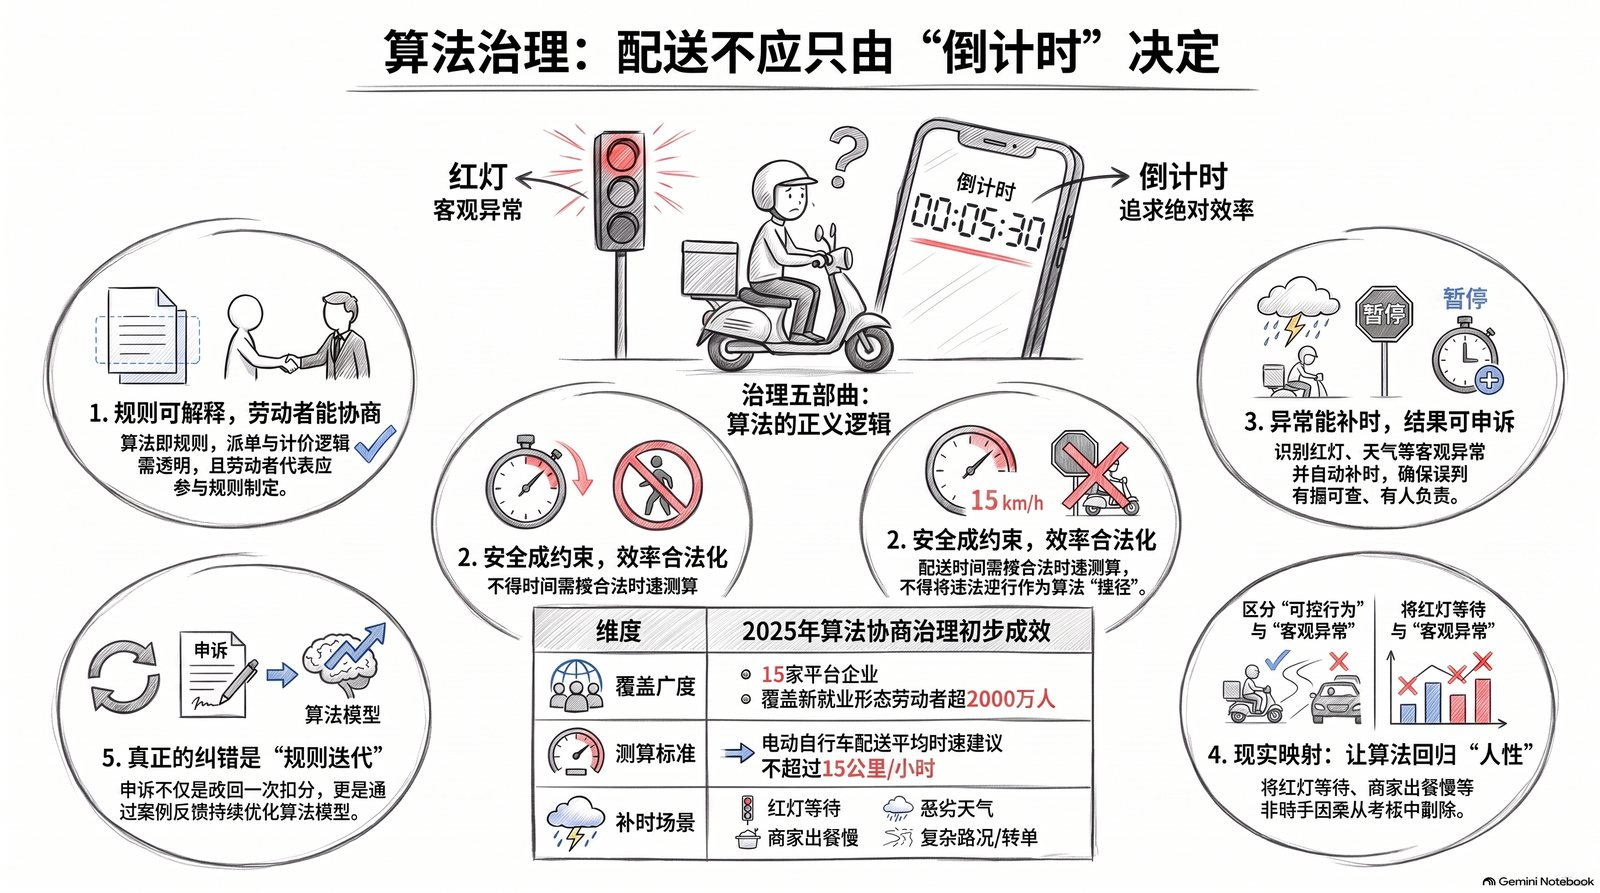 算法治理：配送不应只由“倒计时”决定
红灯
客观异常
倒计时
00:05:30
倒计时
追求绝对效率
治理五部曲：
算法的正义逻辑
1. 规则可解释，劳动者能协商
算法即规则，派单与计价逻辑
需透明，且劳动者代表应
参与规则制定。
2. 安全成约束，效率合法化
不得时间需按合法时速测算
15 km/h
2. 安全成约束，效率合法化
配送时间需按合法时速测算，
不得将违法逆行作为算法“捷径”。
暂停
暂停
3. 异常能补时，结果可申诉
识别红灯、天气等客观异常
并自动补时，确保误判
有据可查、有人负责。
区分“可控行为”
与“客观异常”
将红灯等待
与“客观异常”
4. 现实映射：让算法回归“人性”
将红灯等待、商家出餐慢等
非骑手因素从考核中剔除。
申诉
算法模型
5. 真正的纠错是“规则迭代”
申诉不仅是改回一次扣分，更是通
过案例反馈持续优化算法模型。
维度
2025年算法协商治理初步成效
覆盖广度
15家平台企业
覆盖新就业形态劳动者超2000万人
测算标准
电动自行车配送平均时速建议
不超过15公里/小时
补时场景
红灯等待
恶劣天气
商家出餐慢
复杂路况/转单
Gemini Notebook